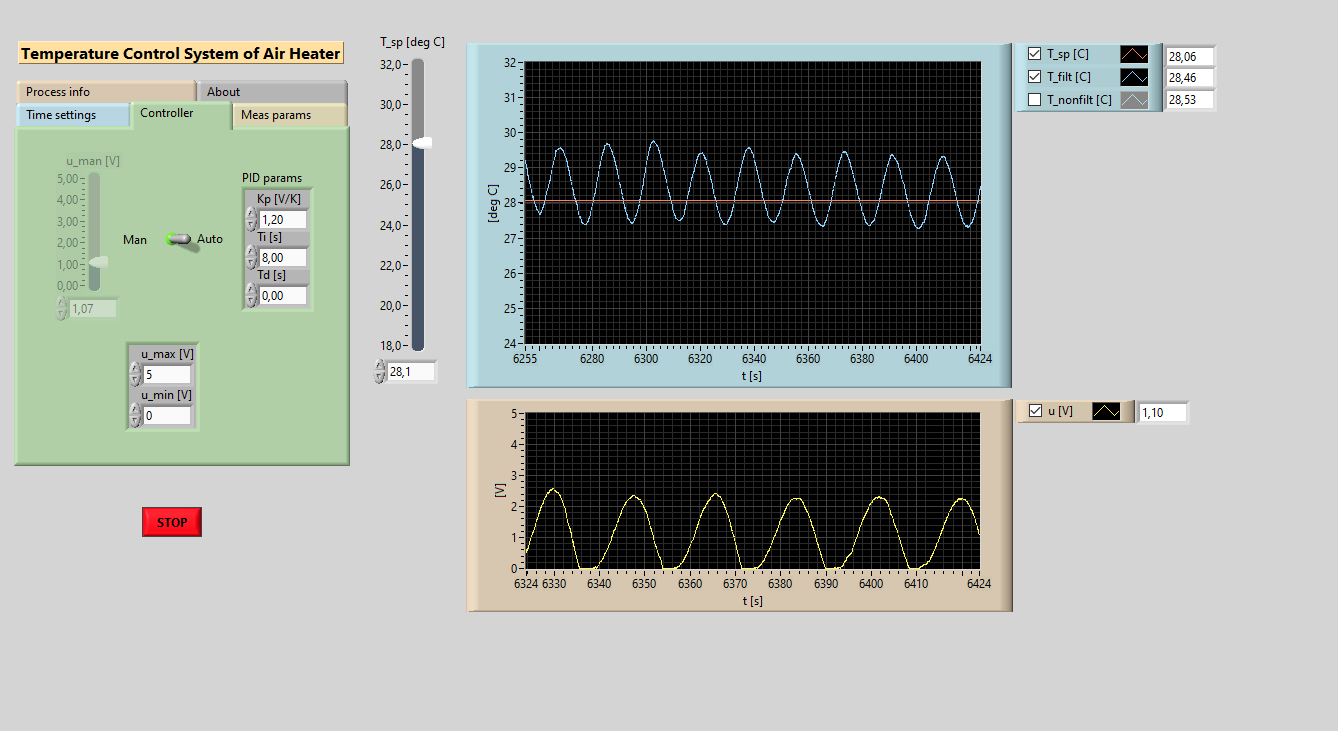 Temperature Control System of Air Heater
Process info
About
Time settings
Controller
Meas params
u_man [V]
5,00
4,00
3,00
2,00
1,00
0,00
1,07
Man
Auto
PID params
Kp [V/K]
1,20
Ti [s]
8,00
Td [s]
0,00
u_max [V]
5
u_min [V]
0
STOP
T_sp [deg C]
32,0
30,0
28,0
26,0
24,0
22,0
20,0
18,0
28,1
[deg C]
32
31
30
29
28
27
26
25
24
6255 6280 6300 6320 6340 6360 6380 6400 6424
t [s]
T_sp [C] 28,06
T_filt [C] 28,46
T_nonfilt [C] 28,53
[V]
5
4
3
2
1
0
6324 6330 6340 6350 6360 6370 6380 6390 6400 6410 6424
t [s]
u [V] 1,10